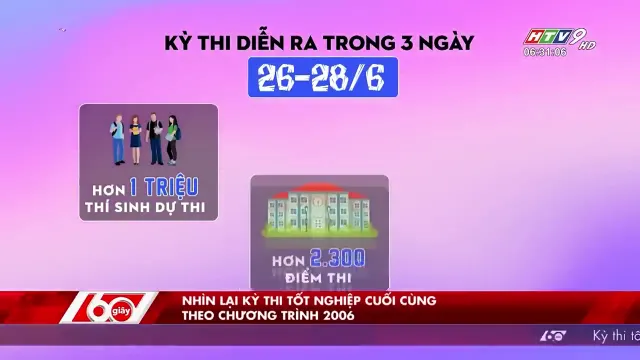 KỲ THI DIỄN RA TRONG 3 NGÀY
26-28/6
HTV9 HD
06:31:06
HƠN 1 TRIỆU
THÍ SINH DỰ THI
HƠN 2.300
ĐIỂM THI
60 giây
NHÌN LẠI KỲ THI TỐT NGHIỆP CUỐI CÙNG
THEO CHƯƠNG TRÌNH 2006
60 Kỳ thi tố